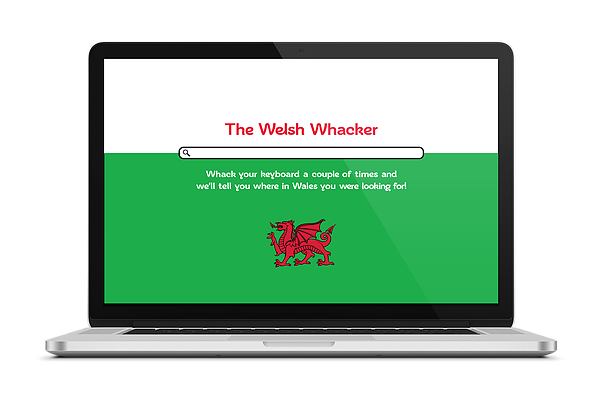 The Welsh Whacker
Whack your keyboard a couple of times and
we'll tell you where in Wales you were looking for!